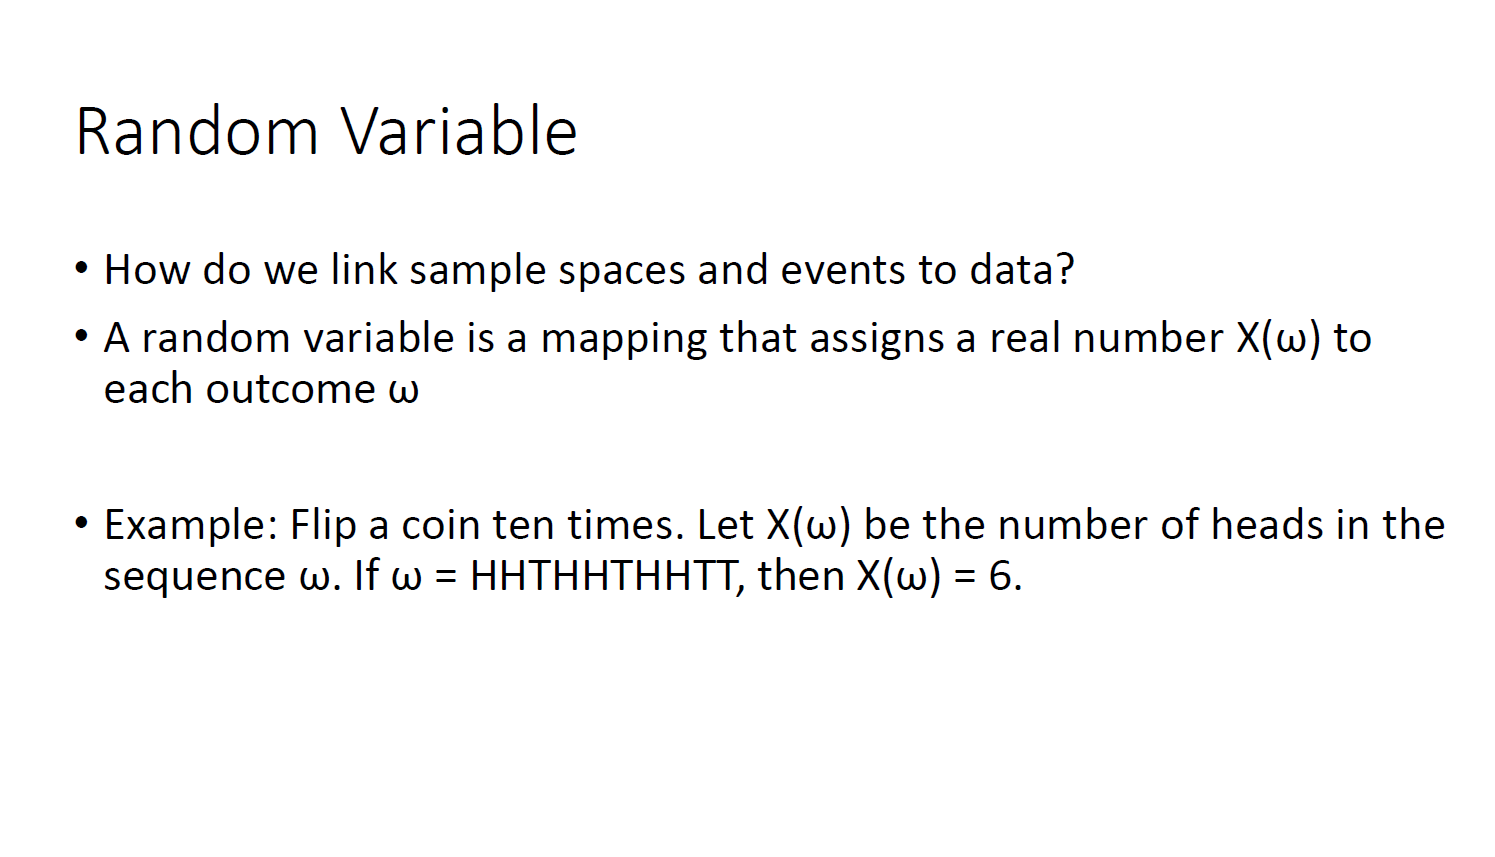 Random Variable
• How do we link sample spaces and events to data?
• A random variable is a mapping that assigns a real number X(ω) to
each outcome ω
• Example: Flip a coin ten times. Let X(ω) be the number of heads in the
sequence ω. If ω = HHTHHTHHTT, then X(ω) = 6.